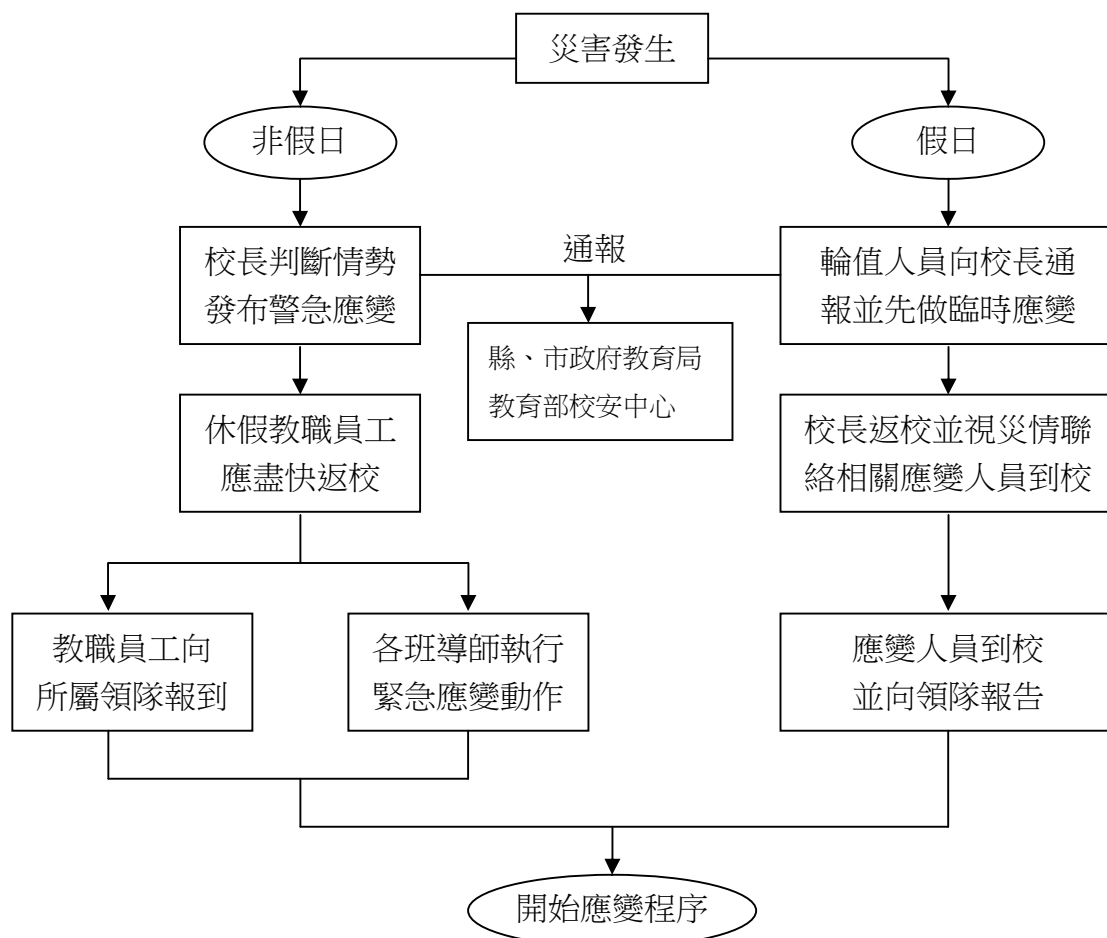 災害發生
非假日
假日
校長判斷情勢
發布警急應變
通報
輪值人員向校長通
報並先做臨時應變
縣、市政府教育局
教育部校安中心
休假教職員工
應盡快返校
校長返校並視災情聯
絡相關應變人員到校
教職員工向
所屬領隊報到
各班導師執行
緊急應變動作
應變人員到校
並向領隊報告
開始應變程序